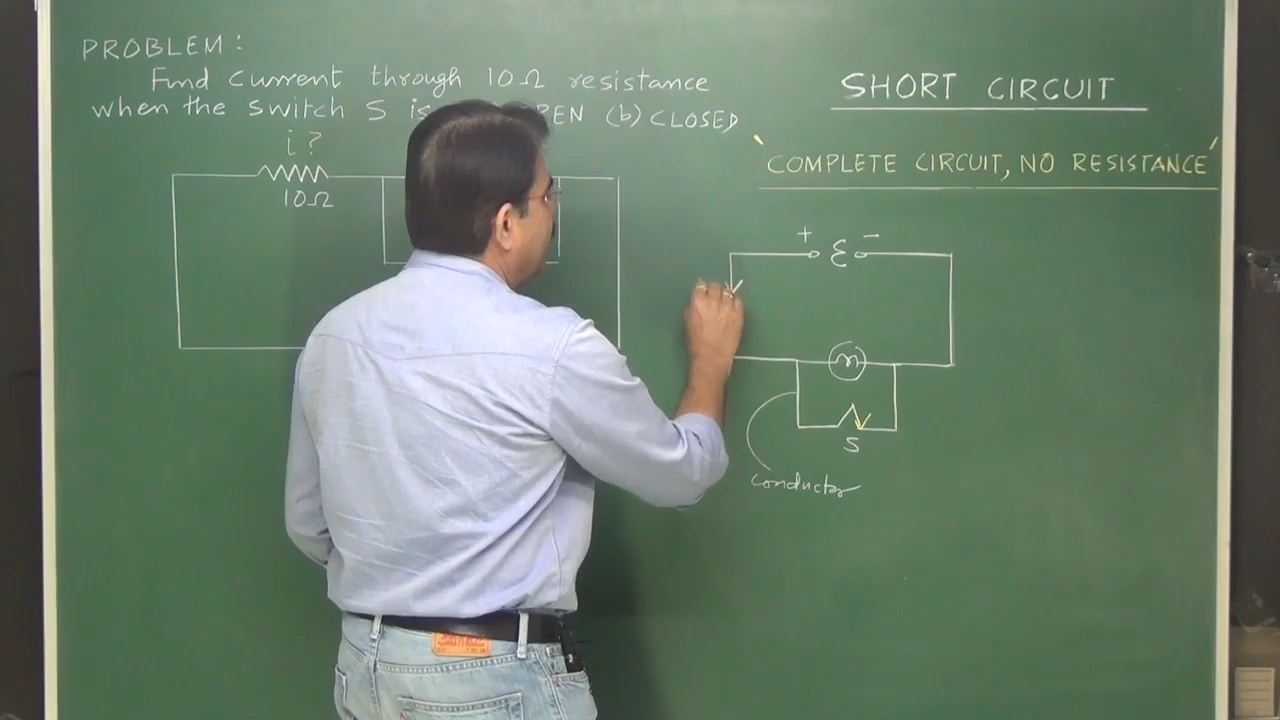 PROBLEM:
Find current through 10Ω resistance
when the switch S is PEN (b) CLOSED
i?
10Ω
SHORT CIRCUIT
'COMPLETE CIRCUIT, NO RESISTANCE'
+ ℰ -
S
conductor